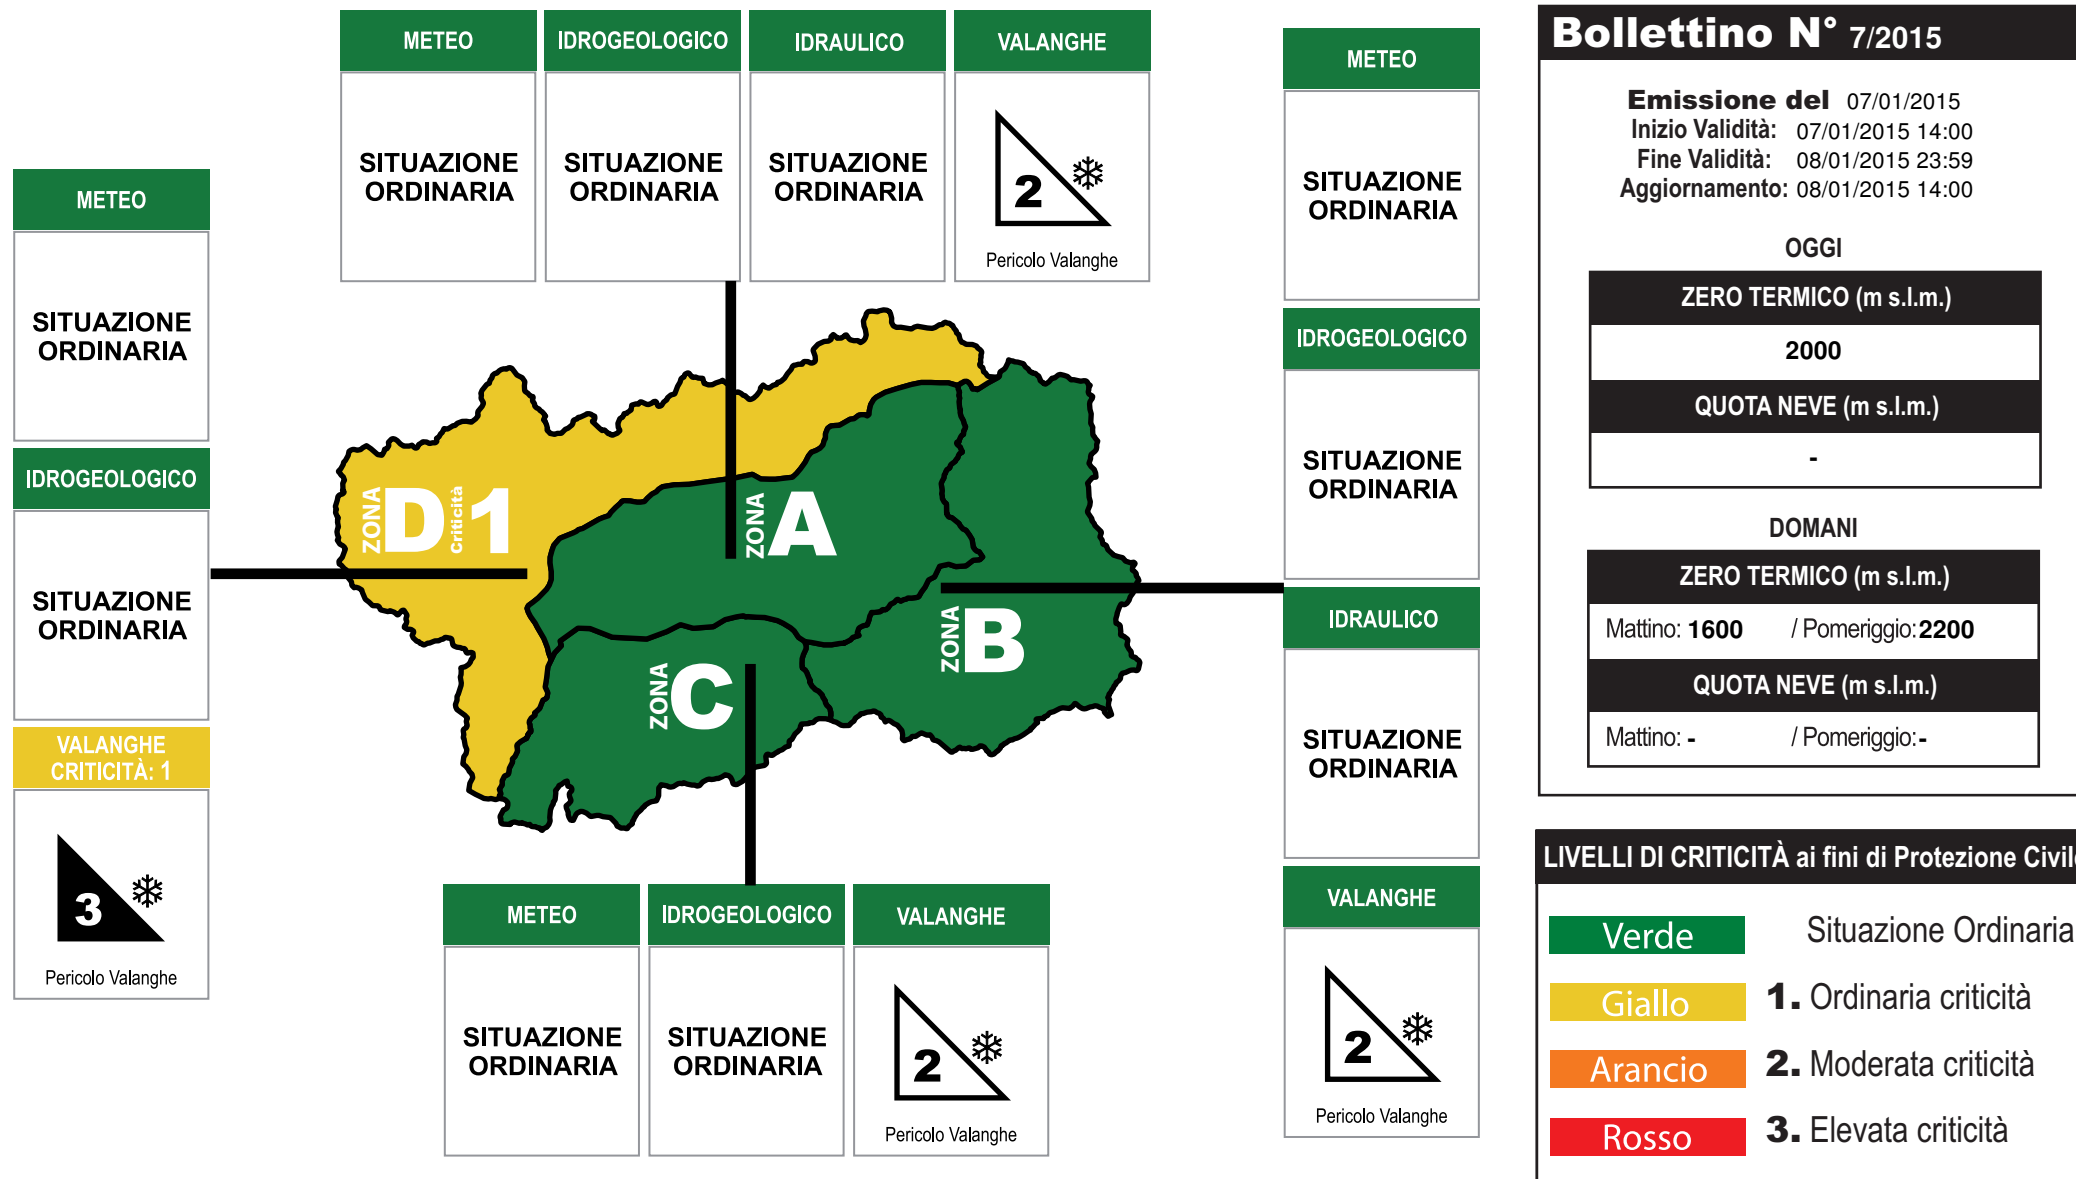 METEO
IDROGEOLOGICO
IDRAULICO
VALANGHE
SITUAZIONE
ORDINARIA
SITUAZIONE
ORDINARIA
SITUAZIONE
ORDINARIA
2
Pericolo Valanghe
METEO
SITUAZIONE
ORDINARIA
IDROGEOLOGICO
SITUAZIONE
ORDINARIA
VALANGHE
CRITICITÀ: 1
3
Pericolo Valanghe
ZONA D Criticità 1
ZONA A
ZONA B
ZONA C
METEO
IDROGEOLOGICO
VALANGHE
SITUAZIONE
ORDINARIA
SITUAZIONE
ORDINARIA
2
Pericolo Valanghe
METEO
SITUAZIONE
ORDINARIA
IDROGEOLOGICO
SITUAZIONE
ORDINARIA
IDRAULICO
SITUAZIONE
ORDINARIA
VALANGHE
2
Pericolo Valanghe
Bollettino N° 7/2015
Emissione del 07/01/2015
Inizio Validità: 07/01/2015 14:00
Fine Validità: 08/01/2015 23:59
Aggiornamento: 08/01/2015 14:00
OGGI
ZERO TERMICO (m s.l.m.)
2000
QUOTA NEVE (m s.l.m.)
-
DOMANI
ZERO TERMICO (m s.l.m.)
Mattino: 1600 / Pomeriggio: 2200
QUOTA NEVE (m s.l.m.)
Mattino: - / Pomeriggio: -
LIVELLI DI CRITICITÀ ai fini di Protezione Civile
Verde Situazione Ordinaria
Giallo 1. Ordinaria criticità
Arancio 2. Moderata criticità
Rosso 3. Elevata criticità